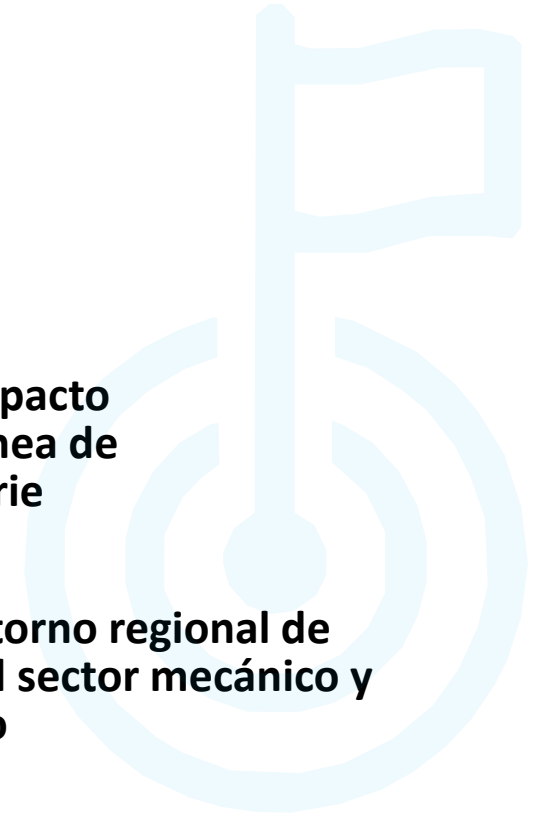 pacto
nea de
rie
torno regional de
l sector mecánico y
o